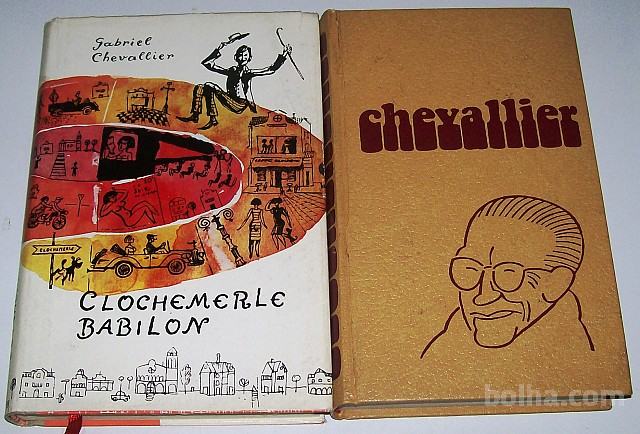 Gabriel
Chevallier
CLOCHEMERLE
CLOCHEMERLE
BABILON
chevallier
bolha.com